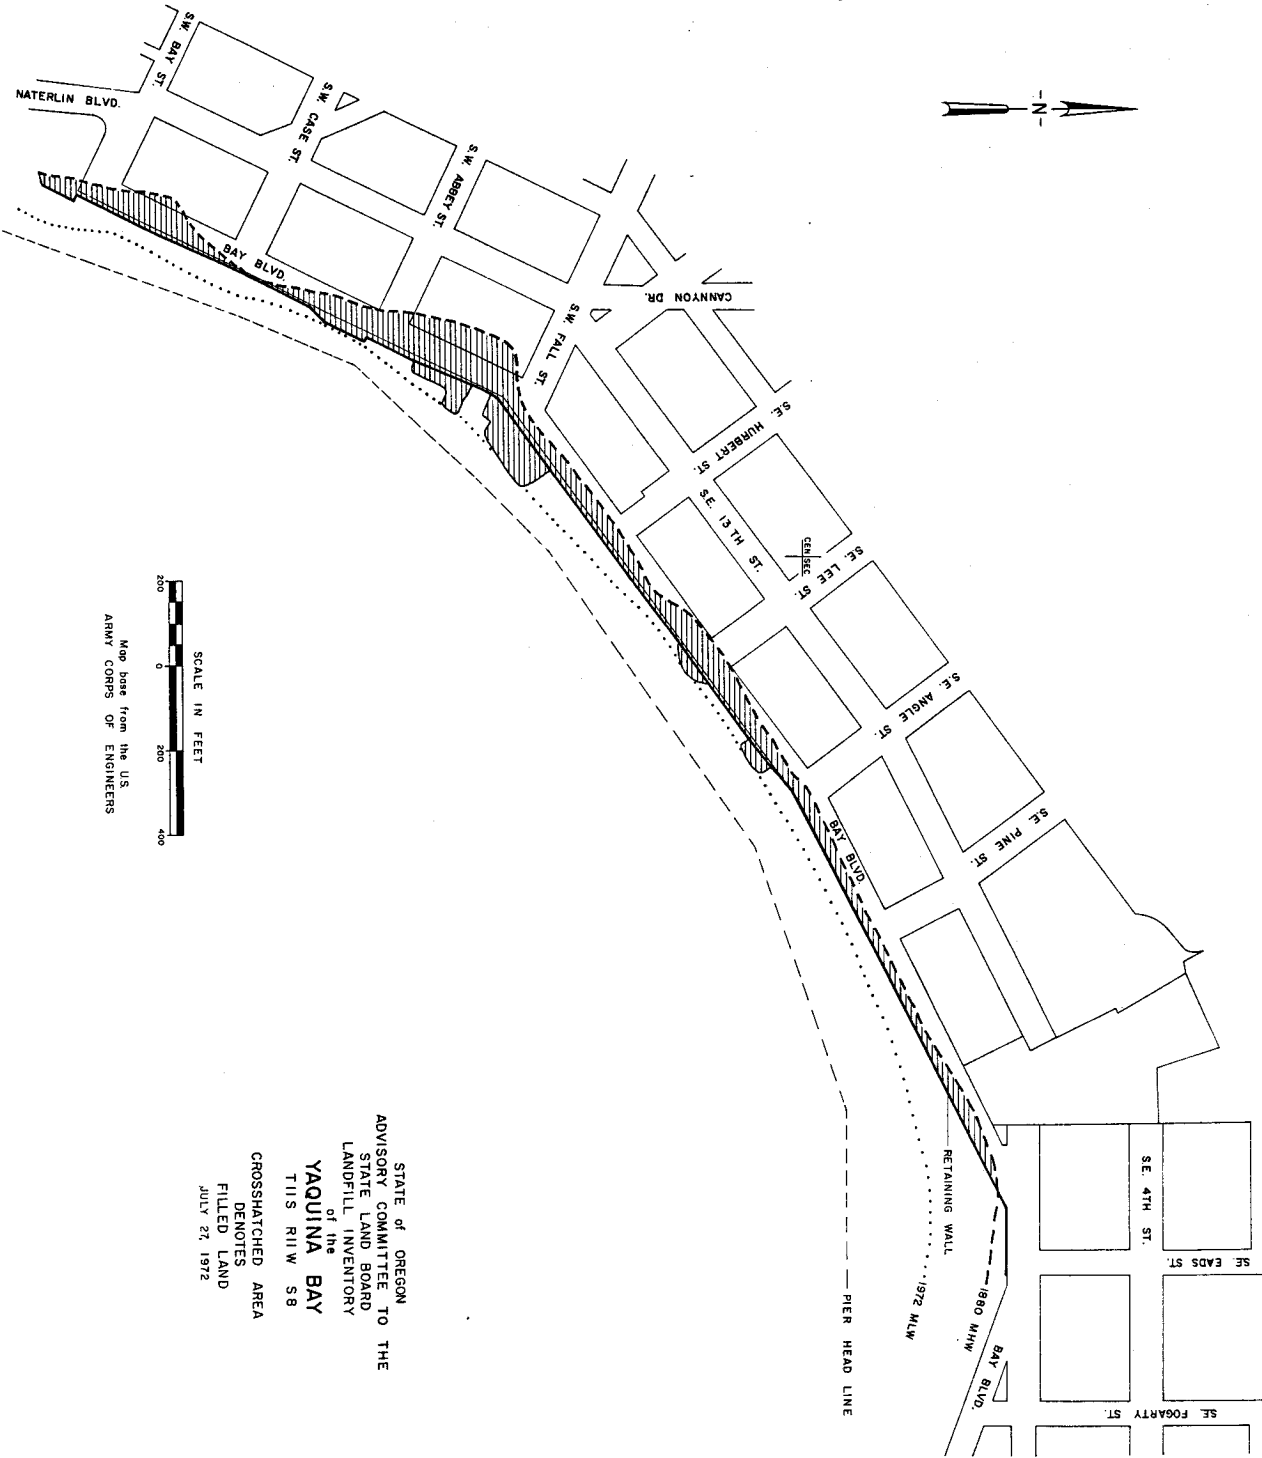 S.W. BAY ST.
NATERLIN BLVD.
S.W. CASE ST.
S.W. ABBEY ST.
BAY BLVD.
S.W. FALL ST.
CANNYON DR.
N
S.E. HURBERT ST.
S.E. 13 TH ST.
CEN SEC
S.E. LEE ST.
S.E. ANGLE ST.
S.E. PINE ST.
BAY BLVD.
S.E. 4TH ST.
SE EADS ST.
SE. FOGARTY ST.
BAY BLVD.
RETAINING WALL
1880 MHW
1972 MLW
PIER HEAD LINE
SCALE IN FEET
200 0 200 400
Map base from the U.S.
ARMY CORPS OF ENGINEERS
STATE of OREGON
ADVISORY COMMITTEE TO THE
STATE LAND BOARD
LANDFILL INVENTORY
of the
YAQUINA BAY
T11S R11W S8
CROSSHATCHED AREA
DENOTES
FILLED LAND
JULY 27, 1972